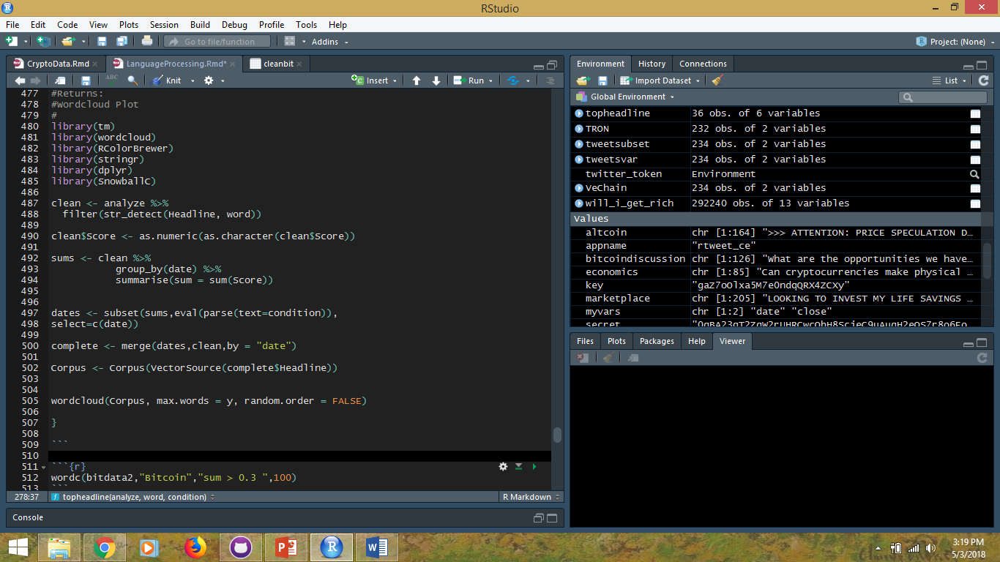 RStudio
File Edit Code View Plots Session Build Debug Profile Tools Help
Go to file/function Addins Project: (None)
CryptoData.Rmd LanguageProcessing.Rmd* cleanbit
ABC Knit Insert Run
477 #Returns:
478 #Wordcloud Plot
479 #
480 library(tm)
481 library(wordcloud)
482 library(RColorBrewer)
483 library(stringr)
484 library(dplyr)
485 library(SnowballC)
486
487 clean <- analyze %>%
488 filter(str_detect(Headline, word))
489
490 clean$Score <- as.numeric(as.character(clean$Score))
491
492 sums <- clean %>%
493 group_by(date) %>%
494 summarise(sum = sum(Score))
495
496
497 dates <- subset(sums,eval(parse(text=condition)),
498 select=c(date))
499
500 complete <- merge(dates,clean,by = "date")
501
502 corpus <- Corpus(VectorSource(complete$Headline))
503
504
505 wordcloud(Corpus, max.words = y, random.order = FALSE)
506
507 }
508
509 ```
510
511 ```{r}
512 wordc(bitdata2,"Bitcoin","sum > 0.3 ",100)
513 ```
278:37 topheadline(analyze, word, condition) R Markdown
Console
Environment History Connections
Import Dataset List
Global Environment
topheadline 36 obs. of 6 variables
TRON 232 obs. of 2 variables
tweetsubset 234 obs. of 2 variables
tweetsvar 234 obs. of 2 variables
twitter_token Environment
VeChain 234 obs. of 2 variables
will_i_get_rich 292240 obs. of 13 variables
Values
altcoin chr [1:164] ">>> ATTENTION: PRICE SPECULATION D…
appname "rtweet_ce"
bitcoindiscussion chr [1:126] "What are the opportunities we have…
economics chr [1:85] "Can cryptocurrencies make physical …
key "gaZ7oOlxa5M7e0ndqQRX4ZCXy"
marketplace chr [1:205] "LOOKING TO INVEST MY LIFE SAVINGS …
myvars chr [1:2] "date" "close"
secret
Files Plots Packages Help Viewer
3:19 PM
5/3/2018